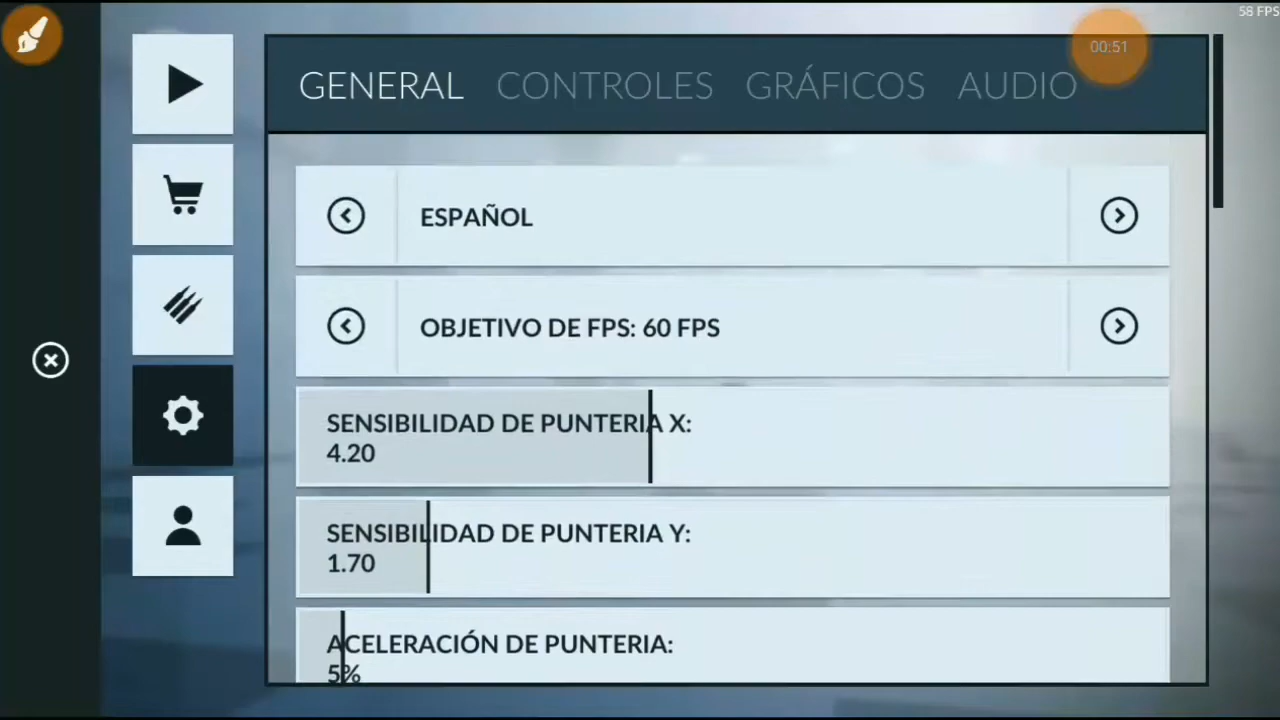 58 FPS
00:51
GENERAL CONTROLES GRÁFICOS AUDIO
ESPAÑOL
OBJETIVO DE FPS: 60 FPS
SENSIBILIDAD DE PUNTERIA X:
4.20
SENSIBILIDAD DE PUNTERIA Y:
1.70
ACELERACIÓN DE PUNTERIA:
5%